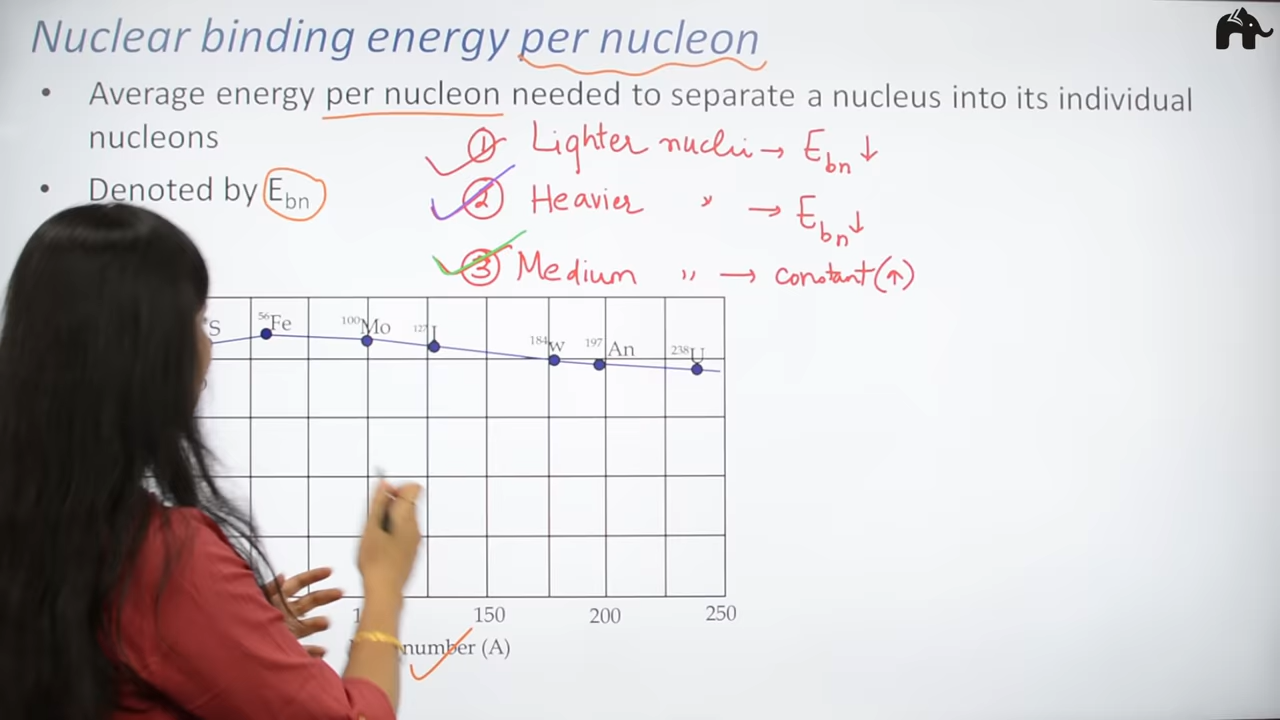 Nuclear binding energy per nucleon
• Average energy per nucleon needed to separate a nucleus into its individual
nucleons
① Lighter nuclei → Ebn ↓
• Denoted by Ebn
② Heavier " → Ebn ↓
③ Medium " → constant (↑)
S
56Fe
100Mo
127I
184W
197An
238U
150
200
250
number (A)